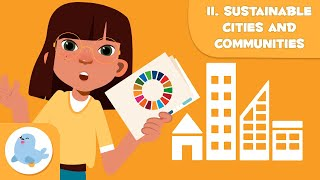 11. SUSTAINABLE
CITIES AND
COMMUNITIES